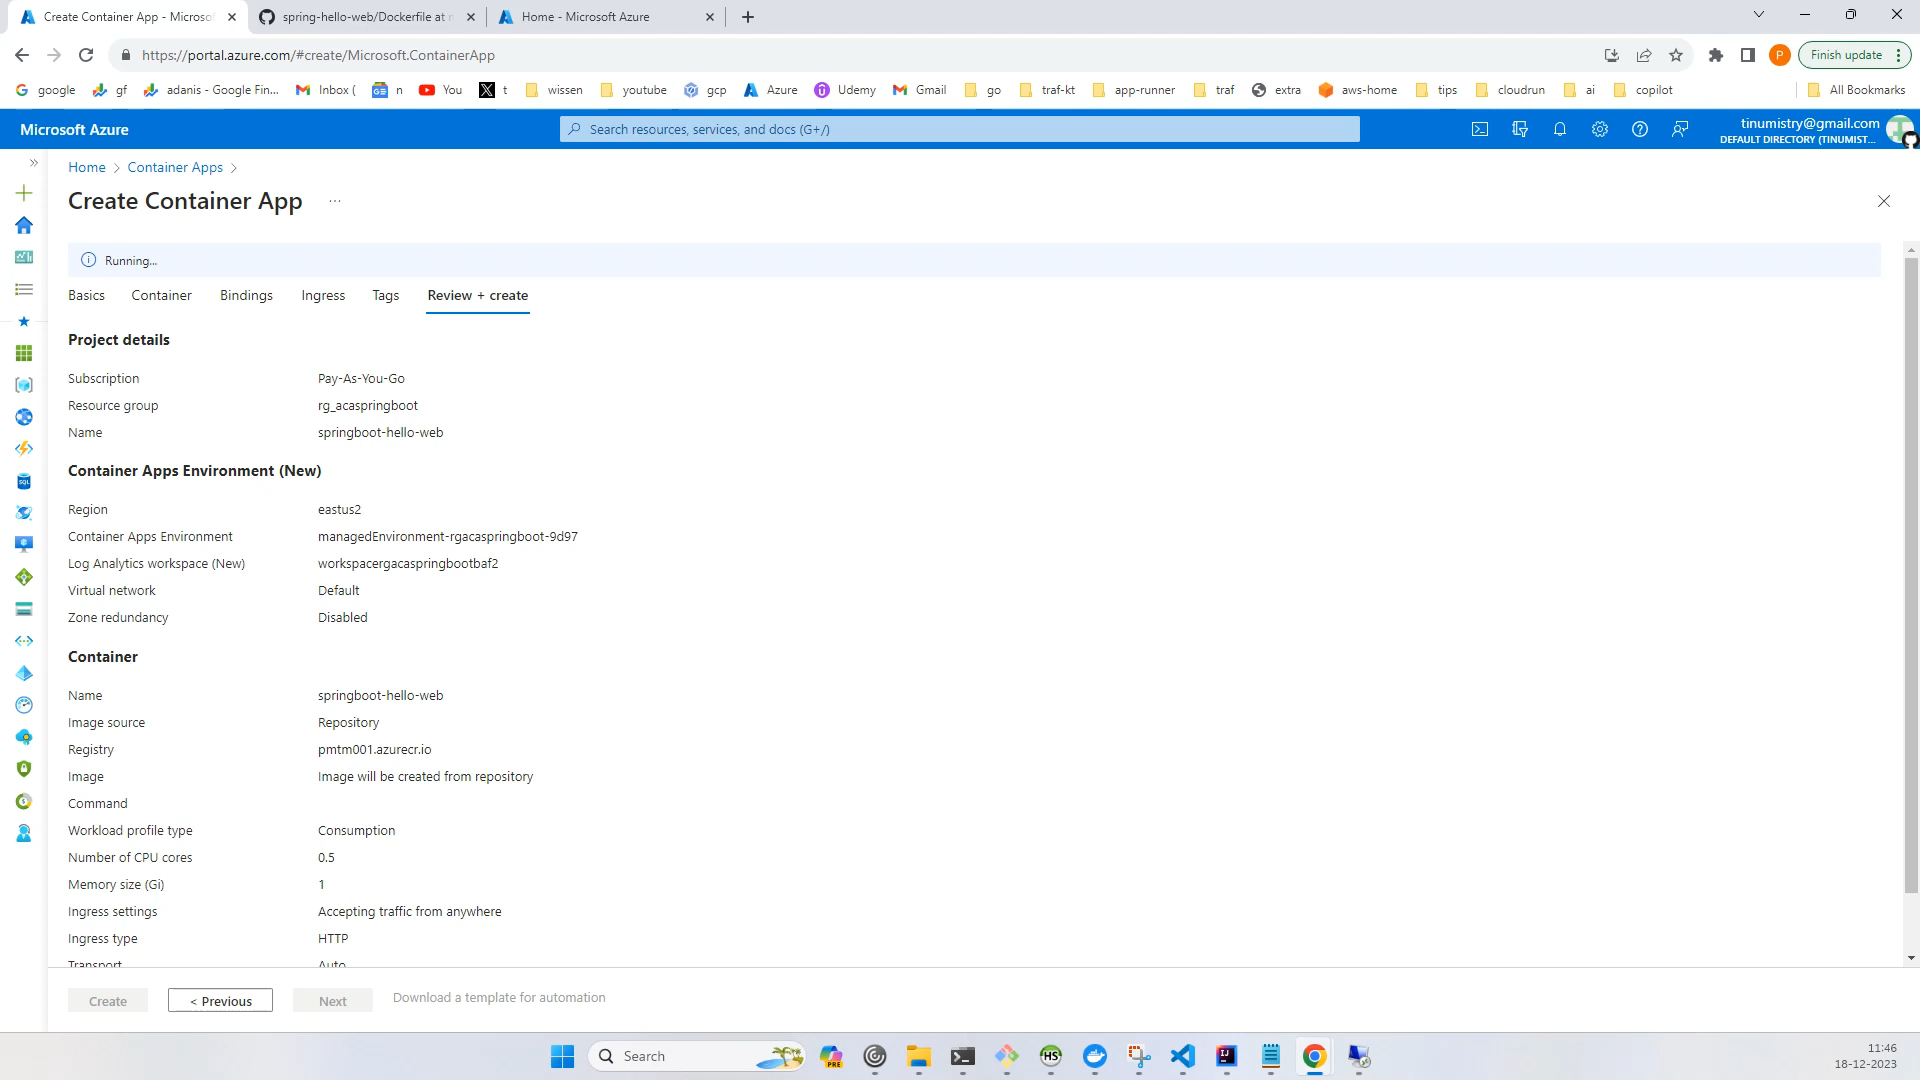 Create Container App - Microsof
spring-hello-web/Dockerfile at m
Home - Microsoft Azure
https://portal.azure.com/#create/Microsoft.ContainerApp
P
Finish update
google
gf
adanis - Google Fin...
Inbox (
n
You
t
wissen
youtube
gcp
Azure
Udemy
Gmail
go
traf-kt
app-runner
traf
extra
aws-home
tips
cloudrun
ai
copilot
All Bookmarks
Microsoft Azure
Search resources, services, and docs (G+/)
tinumistry@gmail.com
DEFAULT DIRECTORY (TINUMIST...
Home > Container Apps >
Create Container App ...
Running...
Basics
Container
Bindings
Ingress
Tags
Review + create
Project details
Subscription Pay-As-You-Go
Resource group rg_acaspringboot
Name springboot-hello-web
Container Apps Environment (New)
Region eastus2
Container Apps Environment managedEnvironment-rgacaspringboot-9d97
Log Analytics workspace (New) workspacergacaspringbootbaf2
Virtual network Default
Zone redundancy Disabled
Container
Name springboot-hello-web
Image source Repository
Registry pmtm001.azurecr.io
Image Image will be created from repository
Command
Workload profile type Consumption
Number of CPU cores 0.5
Memory size (Gi) 1
Ingress settings Accepting traffic from anywhere
Ingress type HTTP
Transport Auto
Create
< Previous
Next
Download a template for automation
Search
11:46
18-12-2023